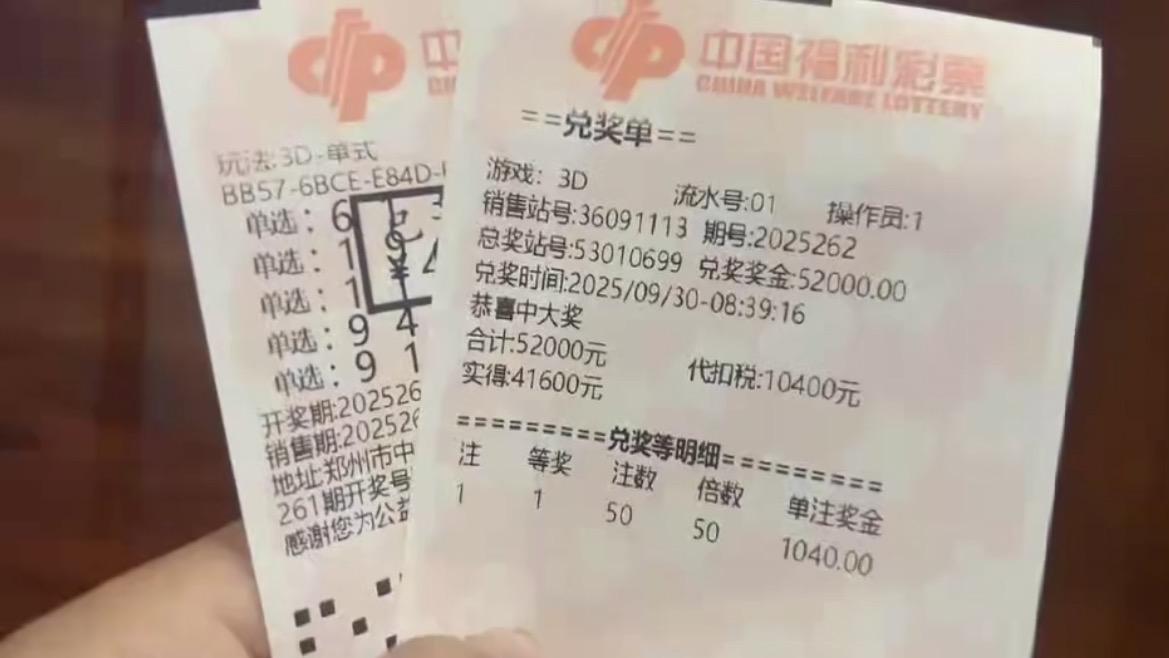 中
玩法:3D-单式
BB57-6BCE-E84D-
单选: 6
单选: 1
单选: 1
单选: 9 4
单选: 9 1
开奖期:202526
销售期:202526
地址:郑州市中
261期开奖号
感谢您为公益
中国福利彩票
CHINA WELFARE LOTTERY
==兑奖单==
游戏: 3D 流水号:01 操作员:1
销售站号:36091113 期号:2025262
总奖站号:53010699 兑奖奖金:52000.00
兑奖时间:2025/09/30-08:39:16
恭喜中大奖
合计:52000元 代扣税:10400元
实得:41600元
=========兑奖等明细=========
注 等奖 注数 倍数 单注奖金
1 1 50 50 1040.00